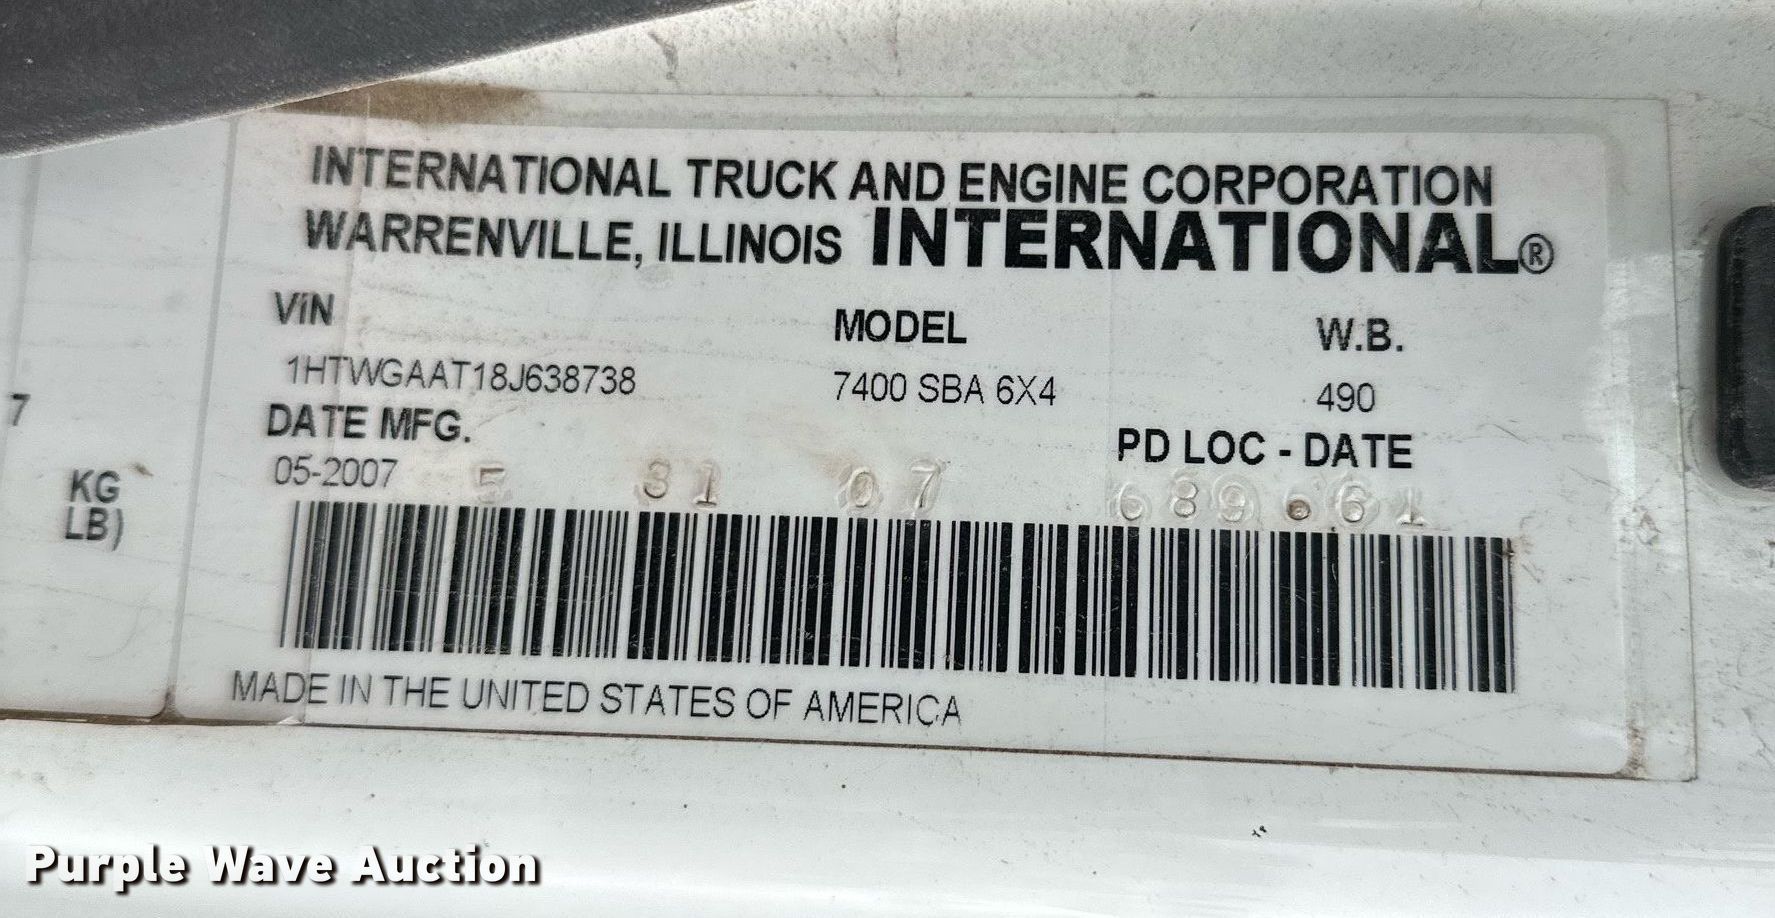 INTERNATIONAL TRUCK AND ENGINE CORPORATION
WARRENVILLE, ILLINOIS INTERNATIONAL®
VIN MODEL W.B.
1HTWGAAT18J638738 7400 SBA 6X4 490
DATE MFG. PD LOC - DATE
05-2007 5 31 07 689.61
7
KG
LB)
MADE IN THE UNITED STATES OF AMERICA
Purple Wave Auction